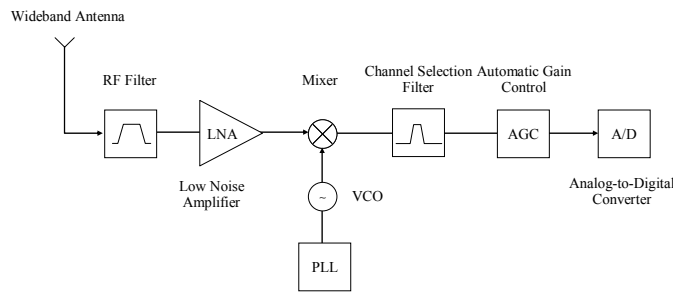 Wideband Antenna
RF Filter
LNA
Low Noise
Amplifier
Mixer
~
VCO
PLL
Channel Selection
Filter
Automatic Gain
Control
AGC
A/D
Analog-to-Digital
Converter